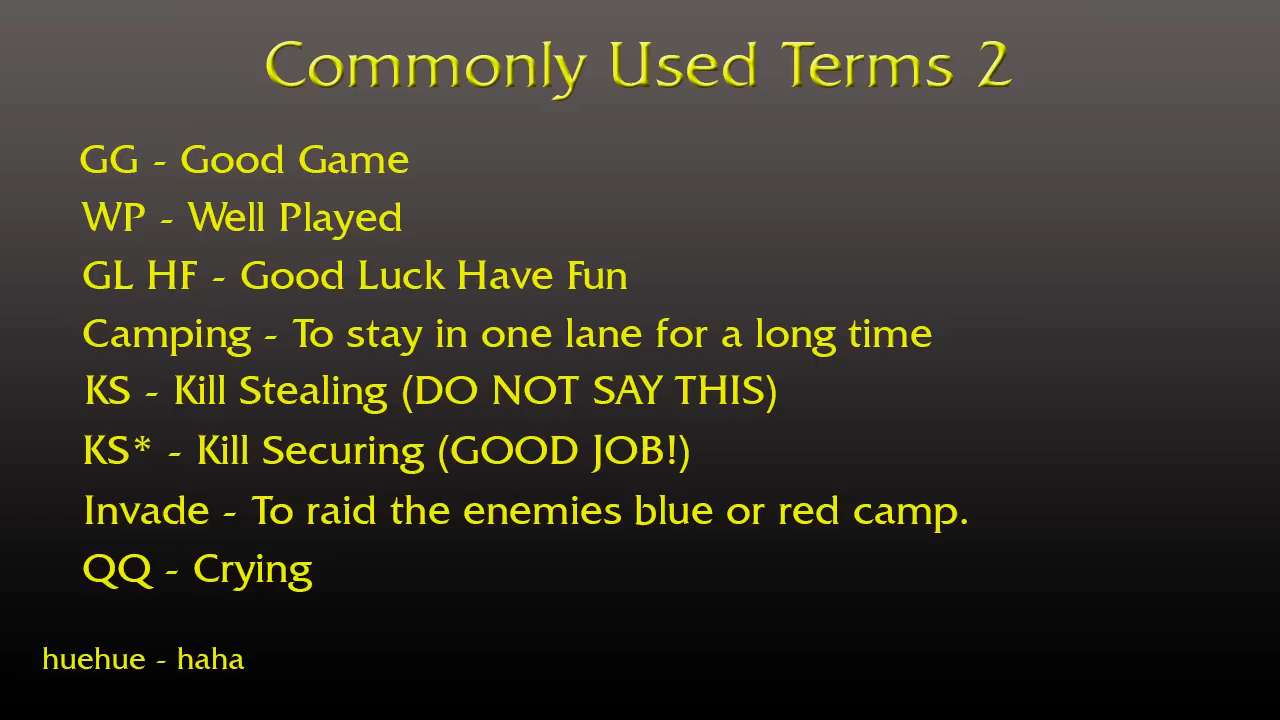 Commonly Used Terms 2
GG - Good Game
WP - Well Played
GL HF - Good Luck Have Fun
Camping - To stay in one lane for a long time
KS - Kill Stealing (DO NOT SAY THIS)
KS* - Kill Securing (GOOD JOB!)
Invade - To raid the enemies blue or red camp.
QQ - Crying
huehue - haha